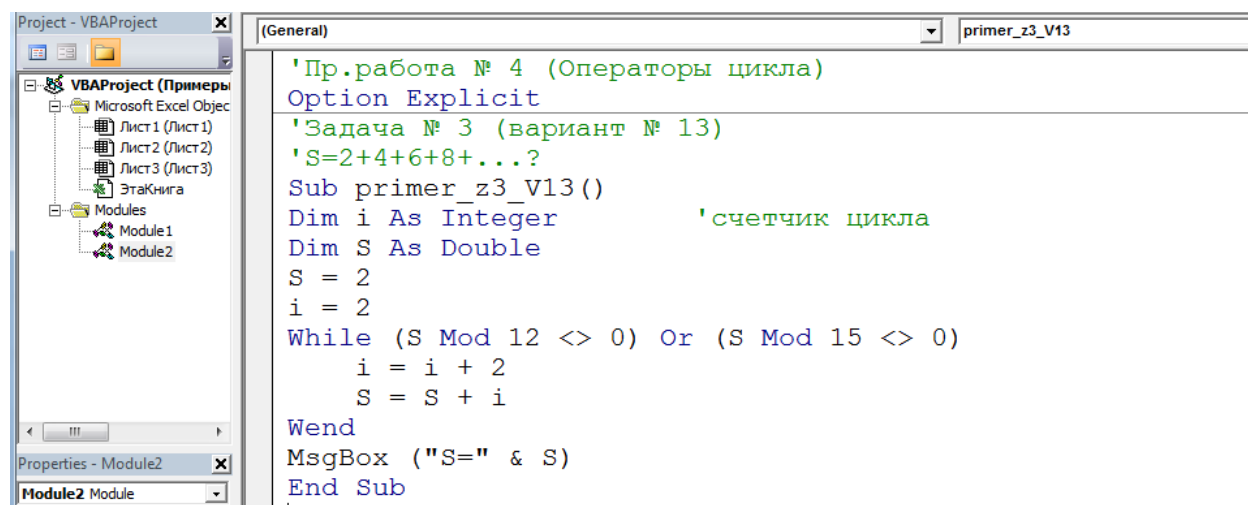 Project - VBAProject
VBAProject (Примеры
Microsoft Excel Objec
Лист1 (Лист1)
Лист2 (Лист2)
Лист3 (Лист3)
ЭтаКнига
Modules
Module1
Module2
Properties - Module2
Module2 Module
(General)
primer_z3_V13
'Пр.работа № 4 (Операторы цикла)
Option Explicit
'Задача № 3 (вариант № 13)
'S=2+4+6+8+...?
Sub primer_z3_V13()
Dim i As Integer 'счетчик цикла
Dim S As Double
S = 2
i = 2
While (S Mod 12 <> 0) Or (S Mod 15 <> 0)
i = i + 2
S = S + i
Wend
MsgBox ("S=" & S)
End Sub